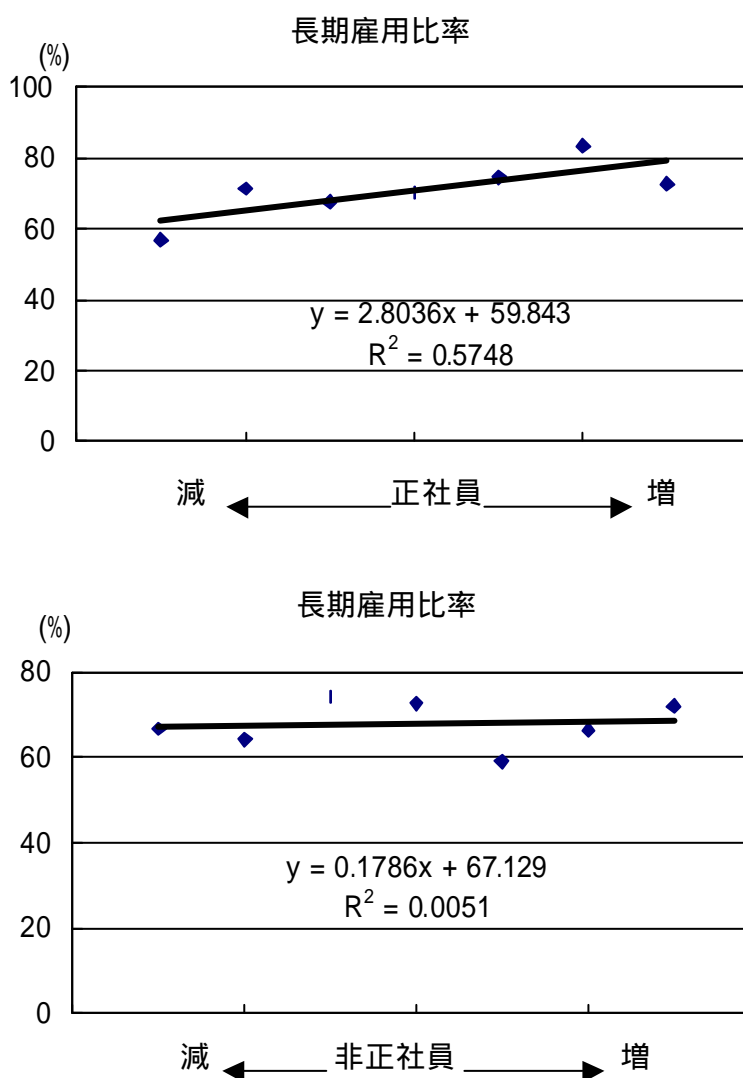 長期雇用比率
(%)
100
80
60
40
20
0
y = 2.8036x + 59.843
R² = 0.5748
減 正社員 増
長期雇用比率
(%)
80
60
40
20
0
y = 0.1786x + 67.129
R² = 0.0051
減 非正社員 増